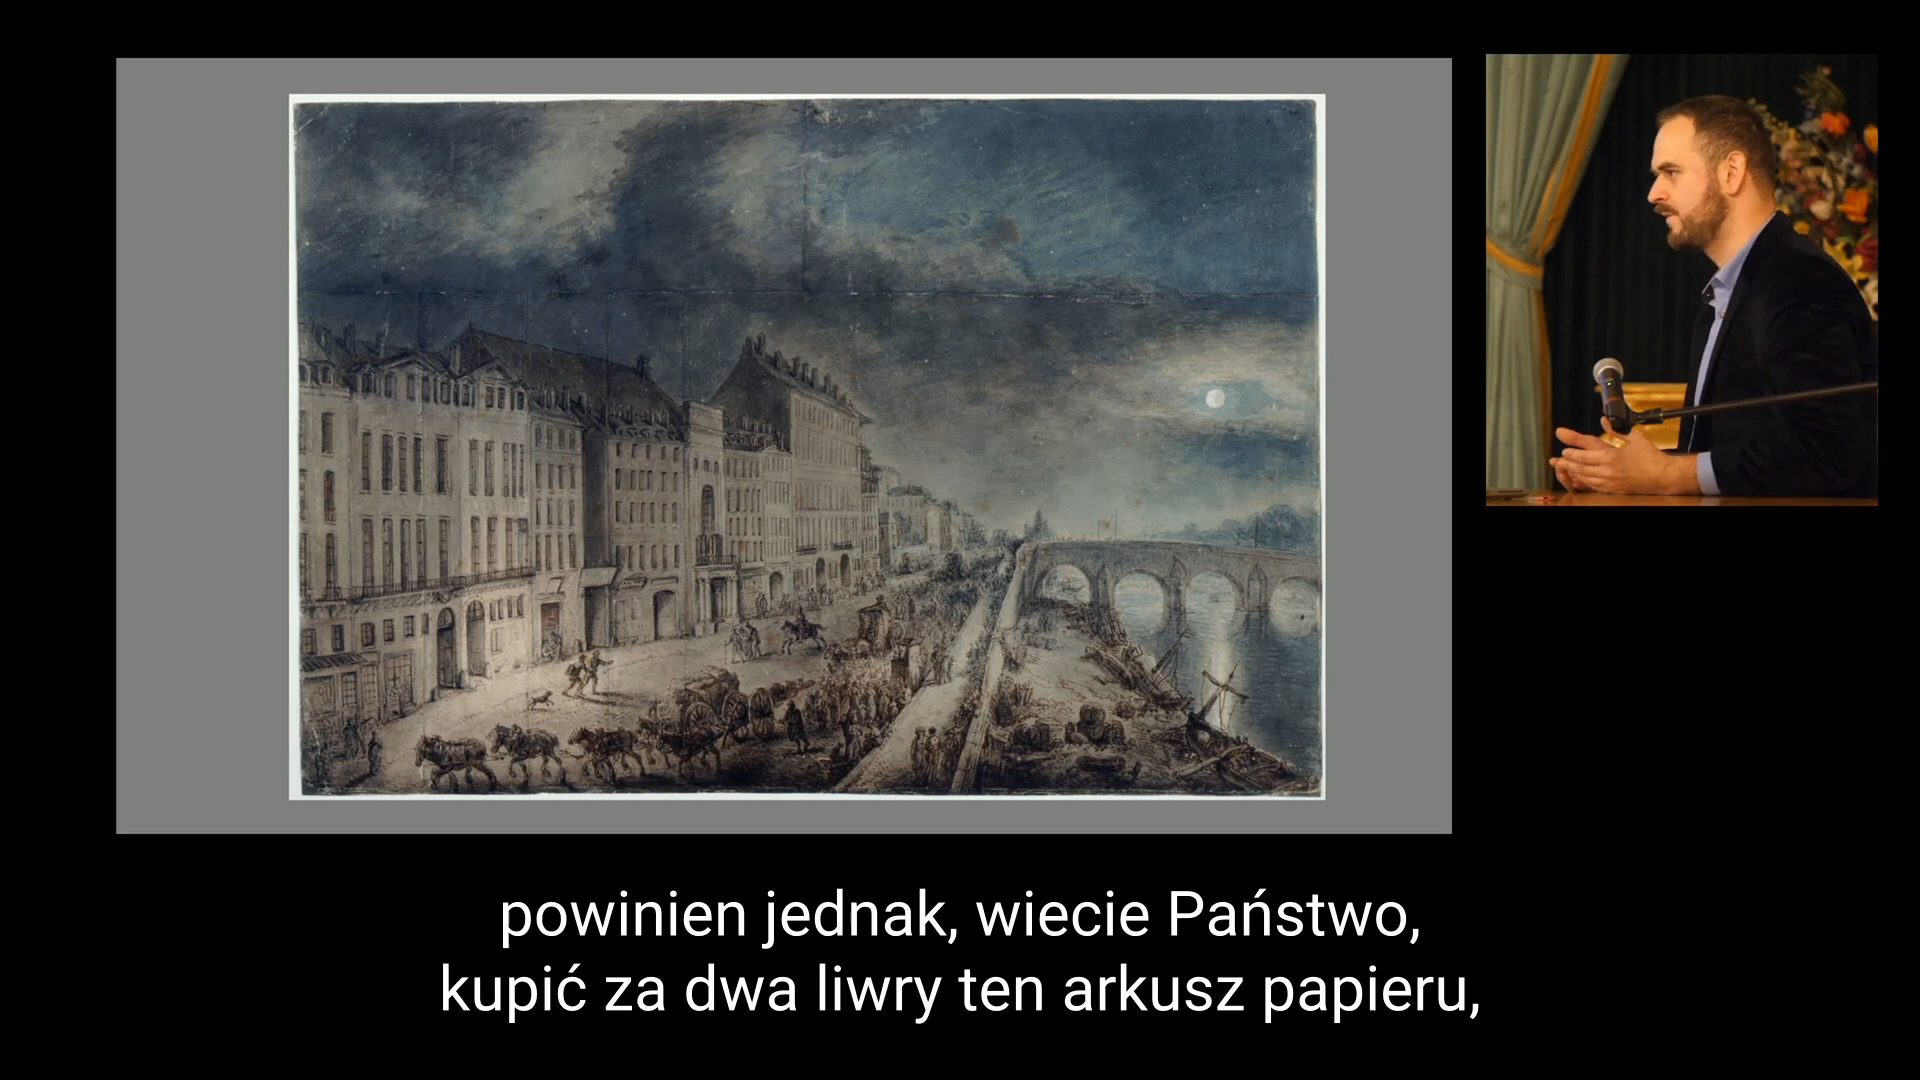 powinien jednak, wiecie Państwo,
kupić za dwa liwry ten arkusz papieru,